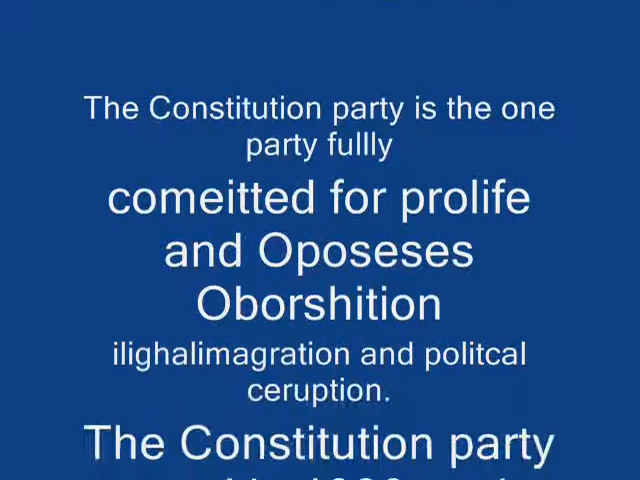 The Constitution party is the one
party fullly
comeitted for prolife
and Oposeses
Oborshition
ilighalimagration and politcal
ceruption.
The Constitution party